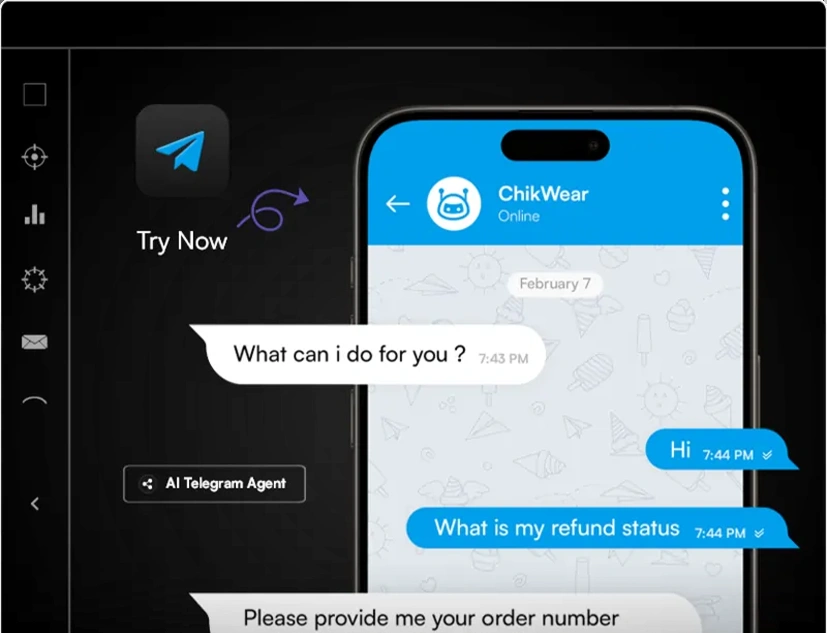 Try Now
ChikWear
Online
February 7
What can i do for you ? 7:43 PM
Hi 7:44 PM
AI Telegram Agent
What is my refund status 7:44 PM
Please provide me your order number